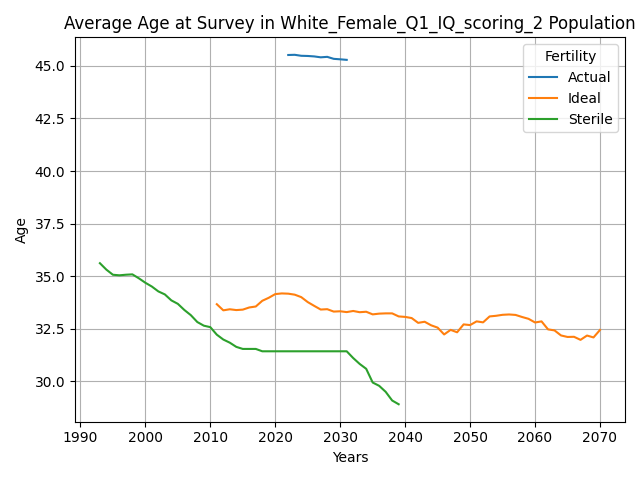 Average Age at Survey in White_Female_Q1_IQ_scoring_2 Population
Fertility
Actual
Ideal
Sterile
45.0
42.5
40.0
37.5
35.0
32.5
30.0
Age
1990 2000 2010 2020 2030 2040 2050 2060 2070
Years